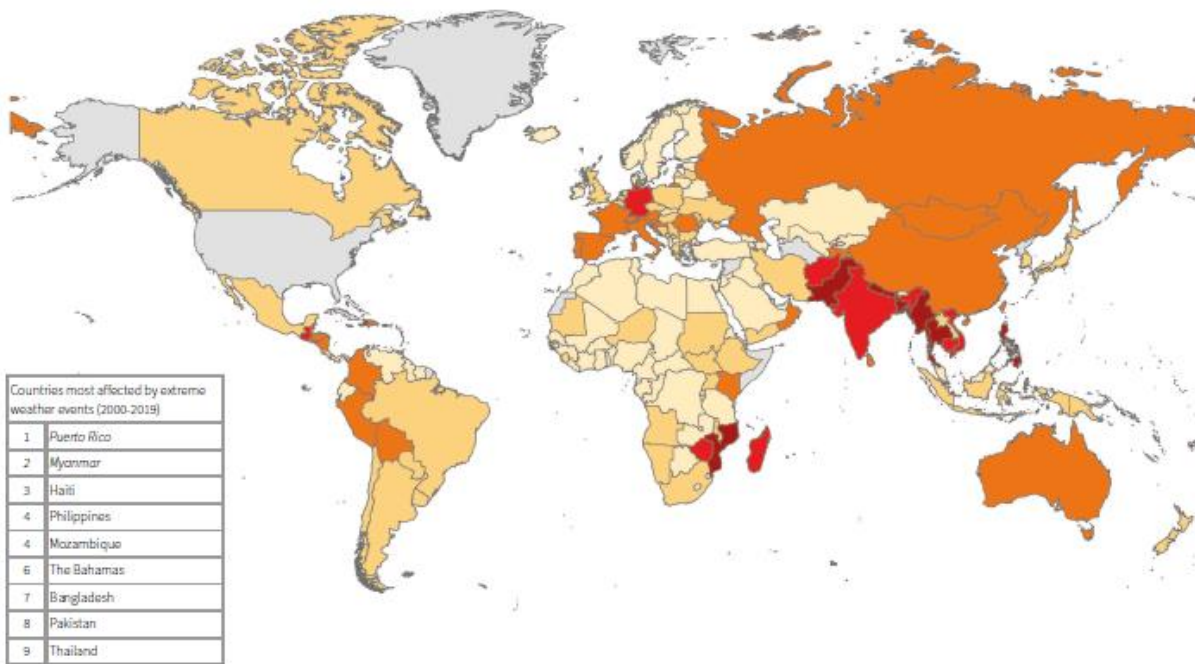 Countries most affected by extreme
weather events (2000-2019)
1 Puerto Rico
2 Myanmar
3 Haiti
4 Philippines
4 Mozambique
6 The Bahamas
7 Bangladesh
8 Pakistan
9 Thailand